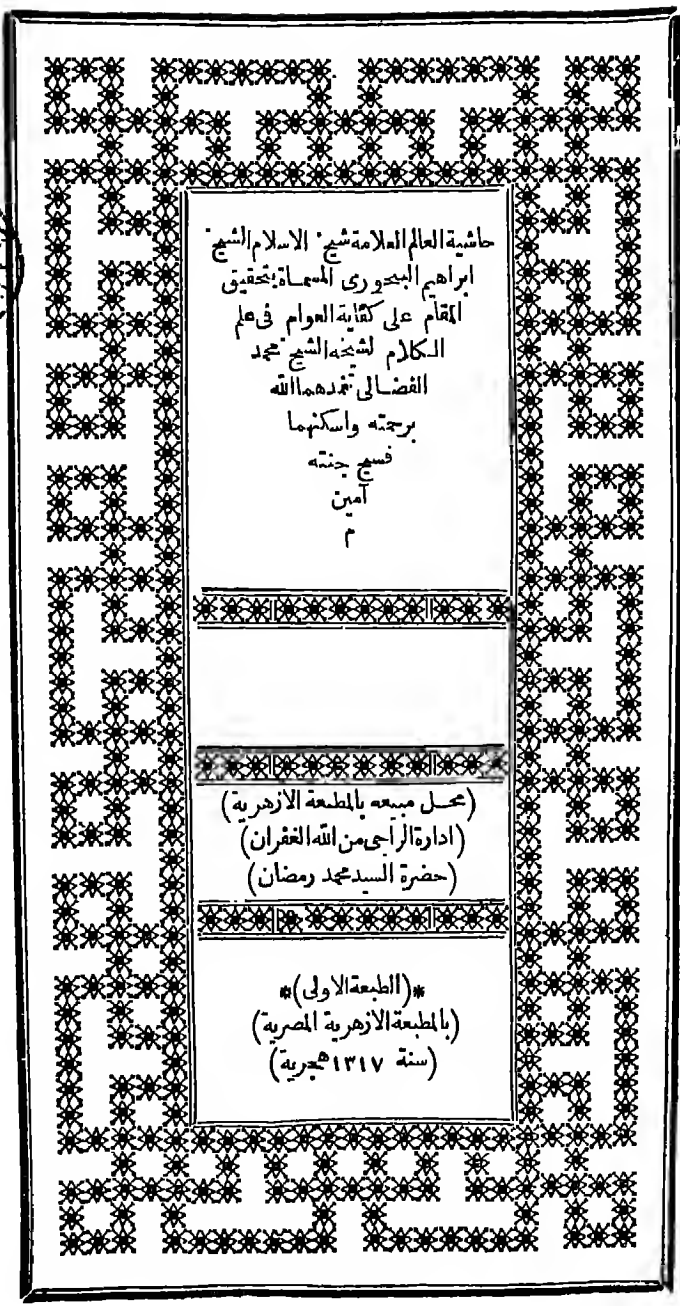 حاشية العالم العلامة شيخ الاسلام الشيخ
ابراهيم البيجورى المسماة بتحقيق
المقام على كفاية العوام فى علم
الكلام لشيخه الشيخ محمد
الفضالى تغمدهما الله
برحمته واسكنهما
فسيح جنته
آمين
م
(محل مبيعه بالمطبعة الازهرية)
(ادارة الراجى من الله الغفران)
(حضرة السيد محمد رمضان)
*(الطبعة الاولى)*
(بالمطبعة الازهرية المصرية)
(سنة ١٣١٧ هجرية)